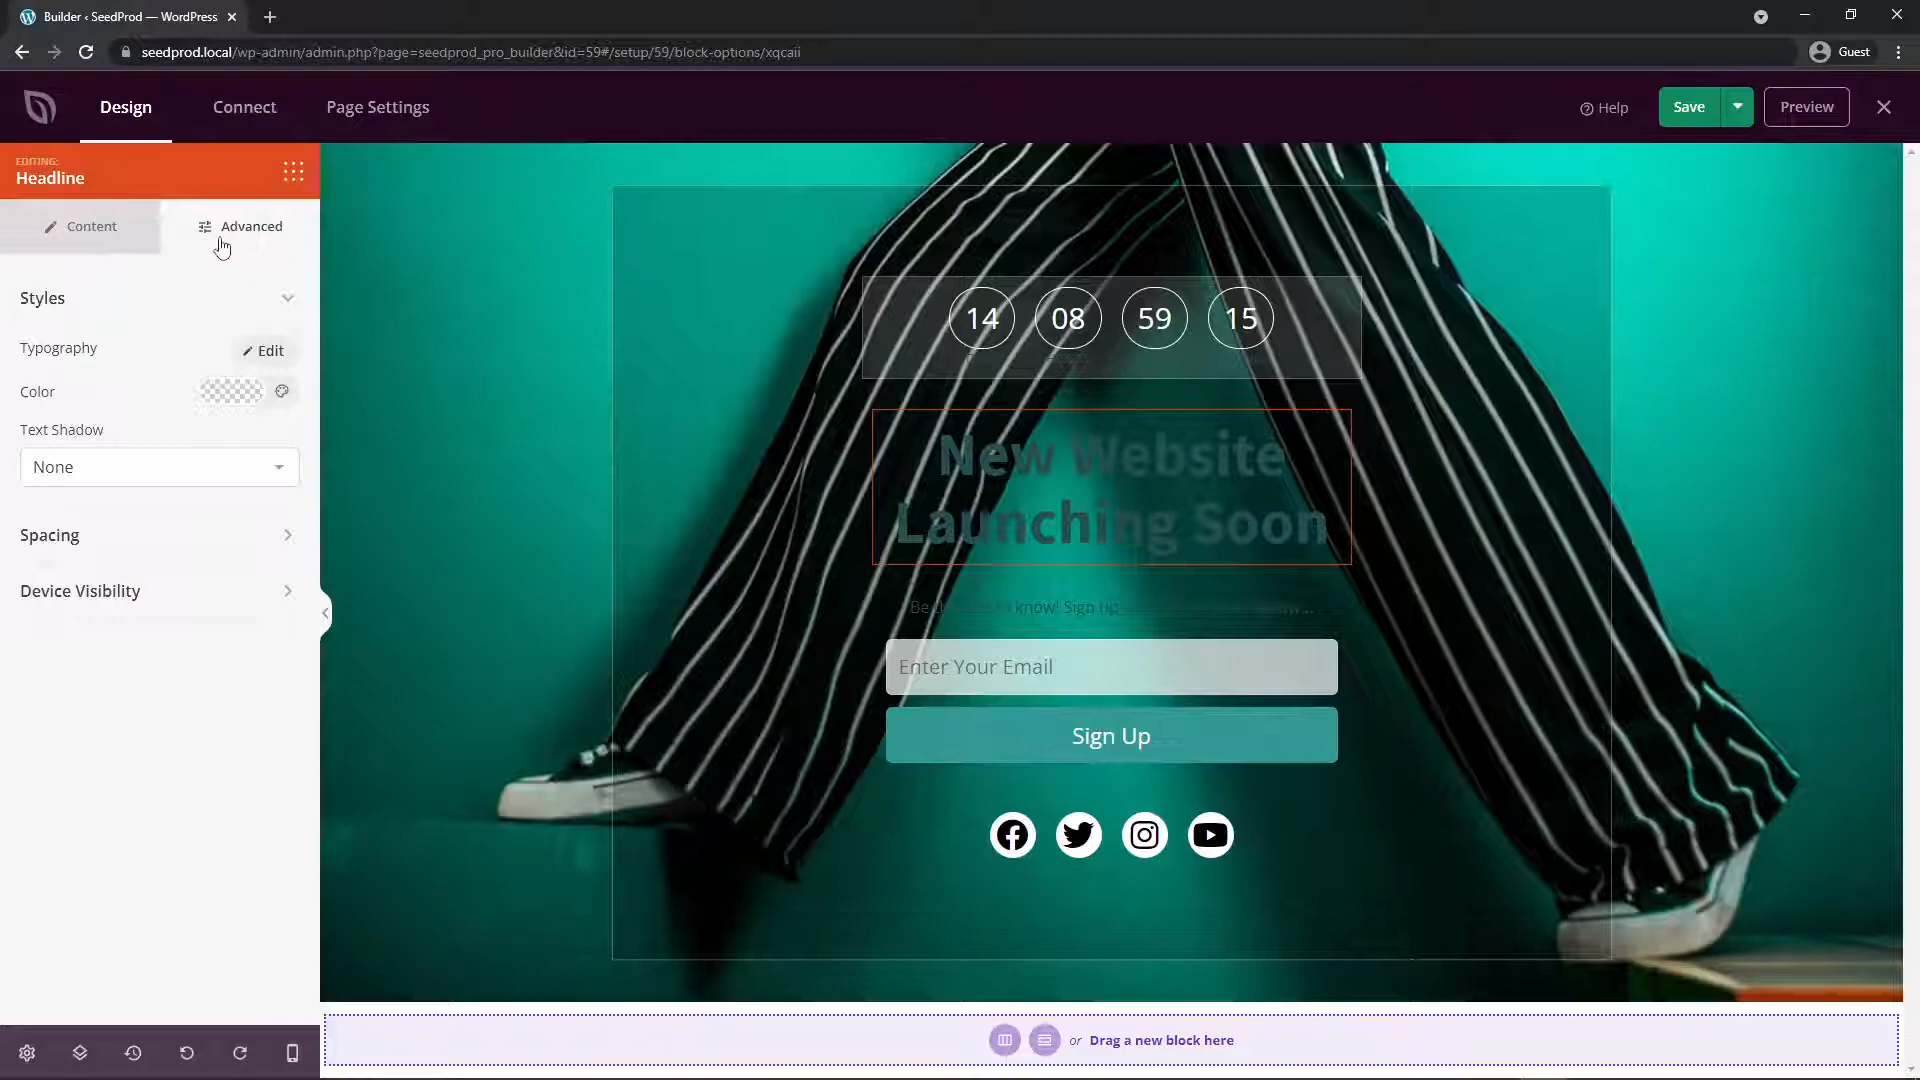 Builder ‹ SeedProd — WordPress
seedprod.local/wp-admin/admin.php?page=seedprod_pro_builder&id=59#/setup/59/block-options/xqcaii
Guest
Design
Connect
Page Settings
Help
Save
Preview
EDITING:
Headline
Content
Advanced
Styles
Typography
Edit
Color
Text Shadow
None
Spacing
Device Visibility
14 08 59 15
New Website
Launching Soon
know! Sign up
Enter Your Email
Sign Up
or Drag a new block here